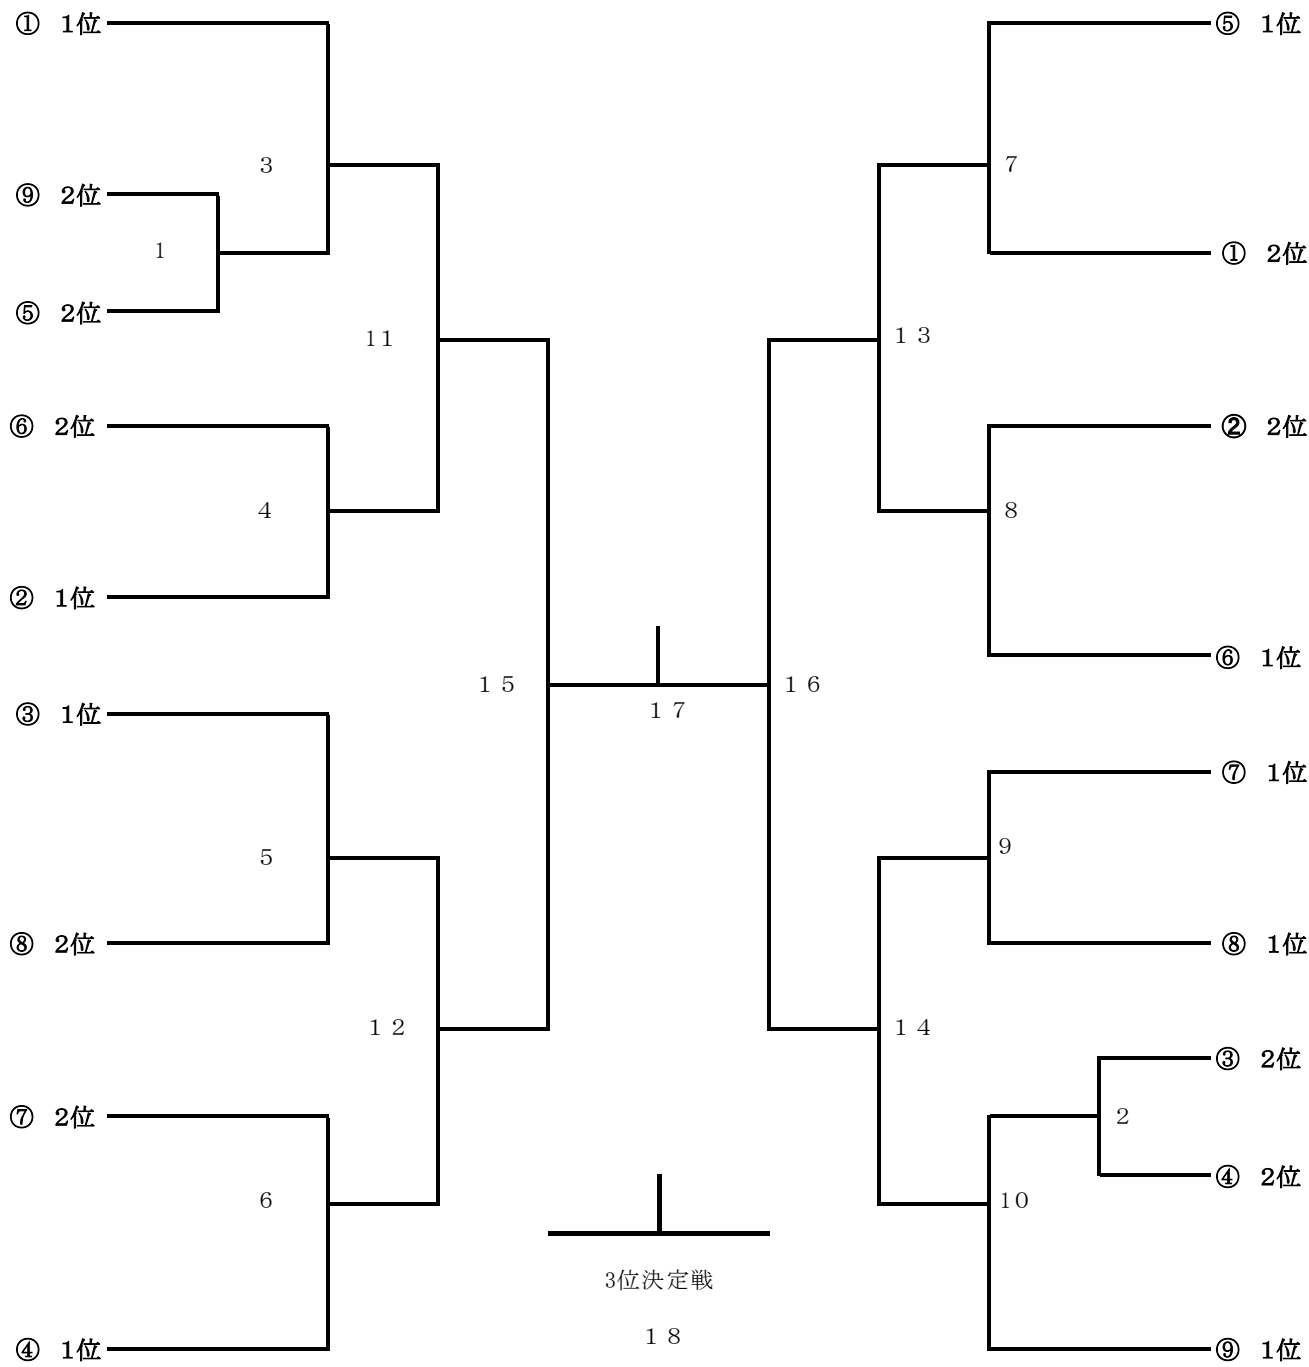 ① 1位
⑤ 1位
3
7
⑨ 2位
1
① 2位
⑤ 2位
11
13
⑥ 2位
② 2位
4
8
② 1位
⑥ 1位
15
16
17
③ 1位
⑦ 1位
5
9
⑧ 2位
⑧ 1位
12
14
③ 2位
⑦ 2位
2
④ 2位
6
10
3位決定戦
18
④ 1位
⑨ 1位